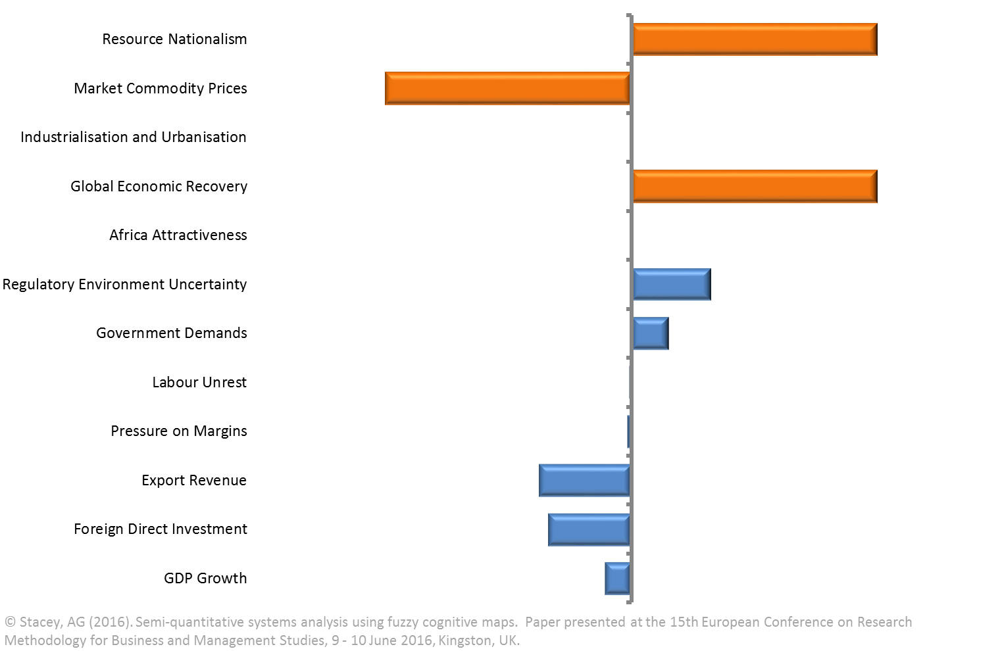 Resource Nationalism
Market Commodity Prices
Industrialisation and Urbanisation
Global Economic Recovery
Africa Attractiveness
Regulatory Environment Uncertainty
Government Demands
Labour Unrest
Pressure on Margins
Export Revenue
Foreign Direct Investment
GDP Growth
© Stacey, AG (2016). Semi-quantitative systems analysis using fuzzy cognitive maps. Paper presented at the 15th European Conference on Research
Methodology for Business and Management Studies, 9 - 10 June 2016, Kingston, UK.